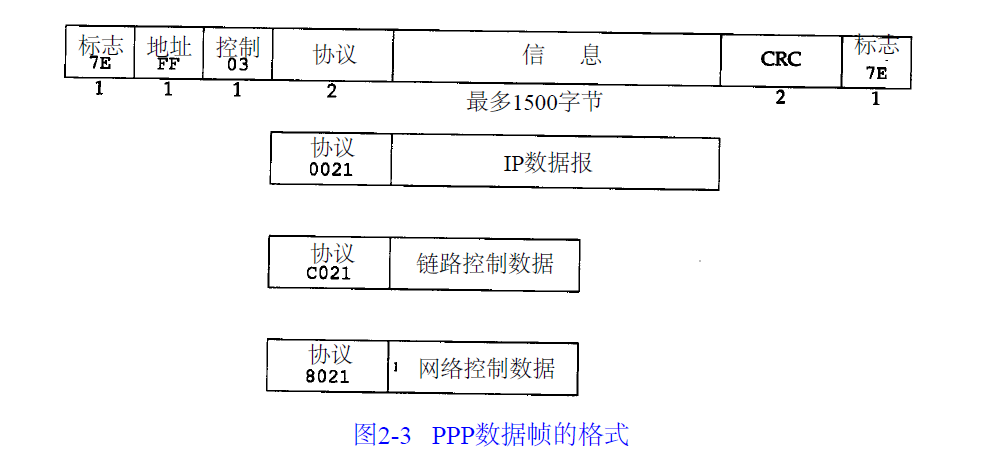 标志 地址 控制 协议 信 息 CRC 标志
7E FF 03 7E
1 1 1 2 最多1500字节 2 1
协议 IP数据报
0021
协议 链路控制数据
C021
协议 网络控制数据
8021
图2-3 PPP数据帧的格式